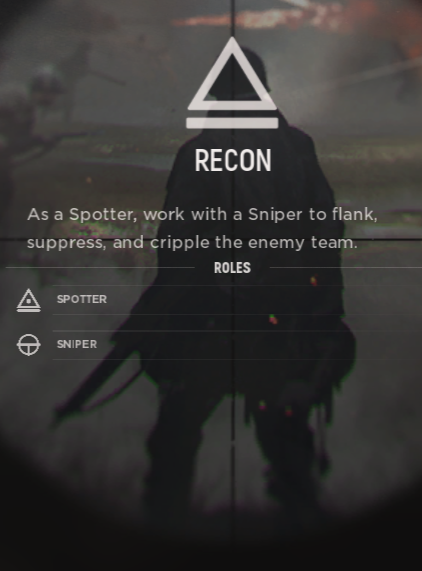 RECON
As a Spotter, work with a Sniper to flank,
suppress, and cripple the enemy team.
ROLES
SPOTTER
SNIPER